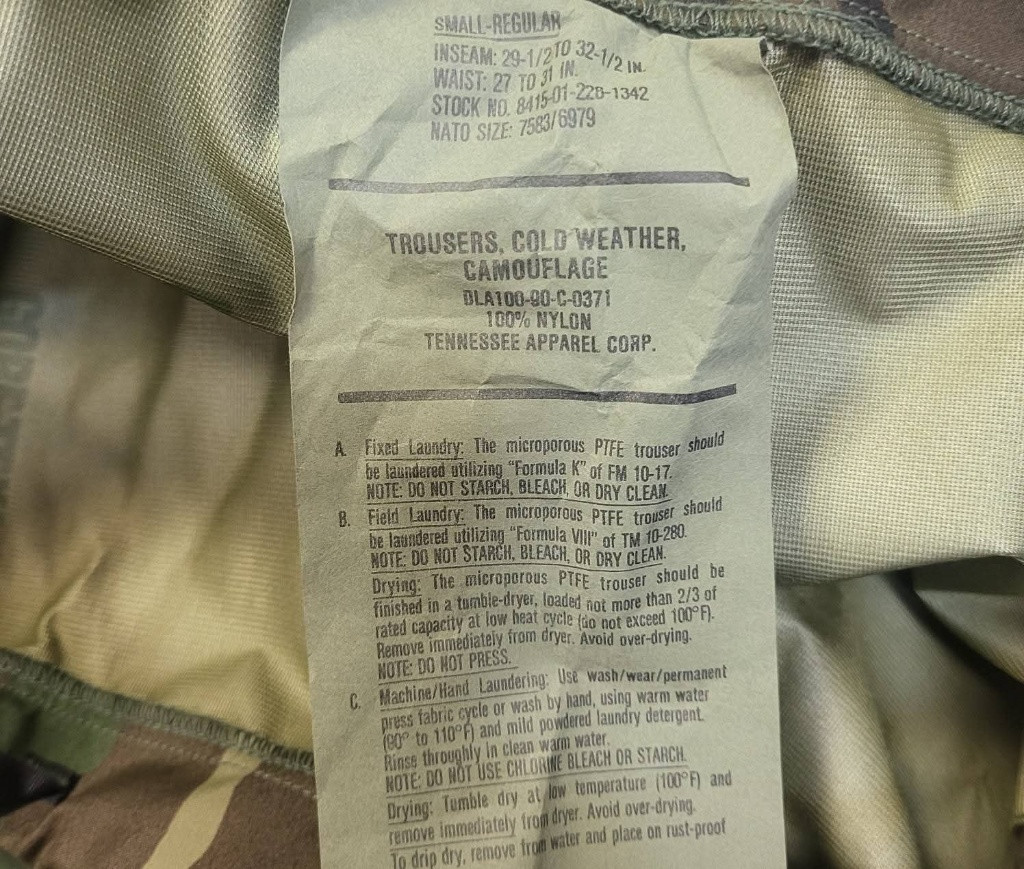 SMALL-REGULAR
INSEAM: 29-1/2 TO 32-1/2 IN.
WAIST: 27 TO 31 IN.
STOCK NO. 8415-01-228-1342
NATO SIZE: 7583/6979
TROUSERS, COLD WEATHER,
CAMOUFLAGE
DLA100-90-C-0371
100% NYLON
TENNESSEE APPAREL CORP.
A. Fixed Laundry: The microporous PTFE trouser should
be laundered utilizing "Formula K" of FM 10-17.
NOTE: DO NOT STARCH, BLEACH, OR DRY CLEAN.
B. Field Laundry: The microporous PTFE trouser should
be laundered utilizing "Formula VIII" of TM 10-280.
NOTE: DO NOT STARCH, BLEACH, OR DRY CLEAN.
Drying: The microporous PTFE trouser should be
finished in a tumble-dryer, loaded not more than 2/3 of
rated capacity at low heat cycle (do not exceed 100°F).
Remove immediately from dryer. Avoid over-drying.
NOTE: DO NOT PRESS.
C. Machine/Hand Laundering: Use wash/wear/permanent
press fabric cycle or wash by hand, using warm water
(90° to 110°F) and mild powdered laundry detergent.
Rinse throughly in clean warm water.
NOTE: DO NOT USE CHLORINE BLEACH OR STARCH.
Drying: Tumble dry at low temperature (100°F) and
remove immediately from dryer. Avoid over-drying.
To drip dry, remove from water and place on rust-proof